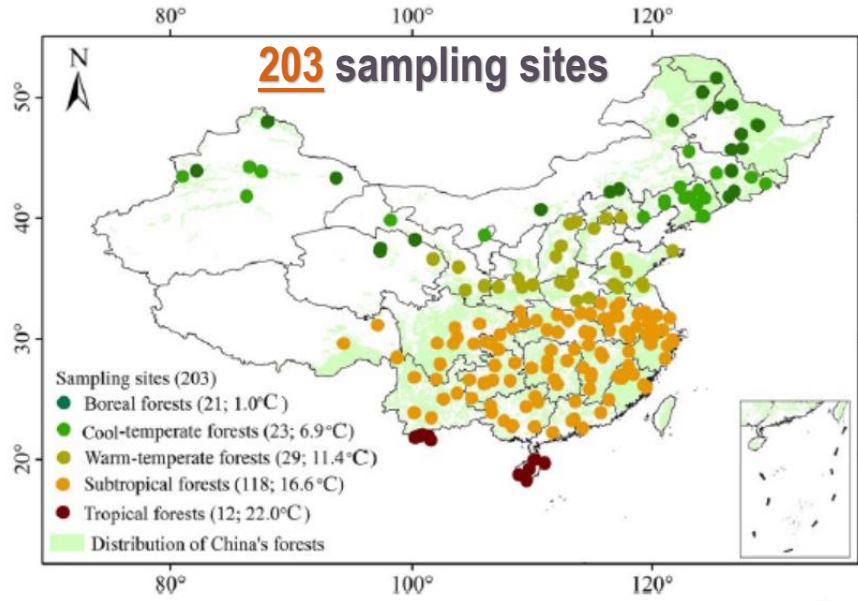 80° 100° 120°
203 sampling sites
N
50°
40°
30°
20°
Sampling sites (203)
Boreal forests (21; 1.0°C)
Cool-temperate forests (23; 6.9°C)
Warm-temperate forests (29; 11.4°C)
Subtropical forests (118; 16.6°C)
Tropical forests (12; 22.0°C)
Distribution of China's forests
80° 100° 120°